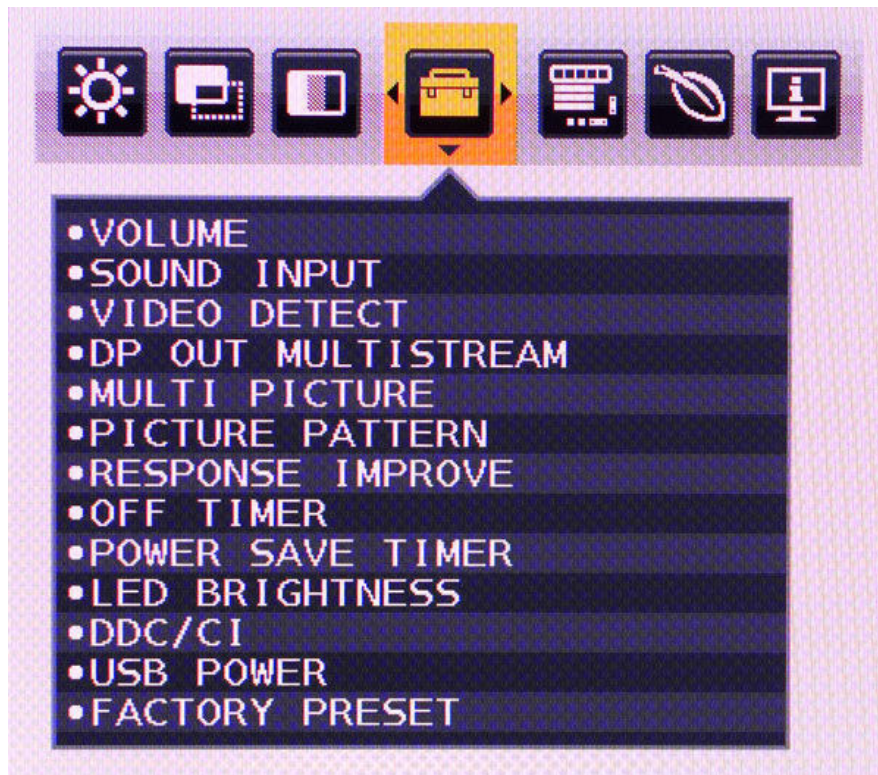 •VOLUME
•SOUND INPUT
•VIDEO DETECT
•DP OUT MULTISTREAM
•MULTI PICTURE
•PICTURE PATTERN
•RESPONSE IMPROVE
•OFF TIMER
•POWER SAVE TIMER
•LED BRIGHTNESS
•DDC/CI
•USB POWER
•FACTORY PRESET